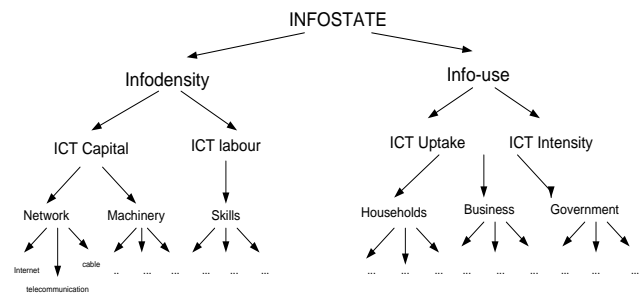 INFOSTATE
Infodensity Info-use
ICT Capital ICT labour ICT Uptake ICT Intensity
Network Machinery Skills Households Business Government
Internet cable .. ... ... ... ... ... ... ... ... ... ... ... ... ...
telecommunication